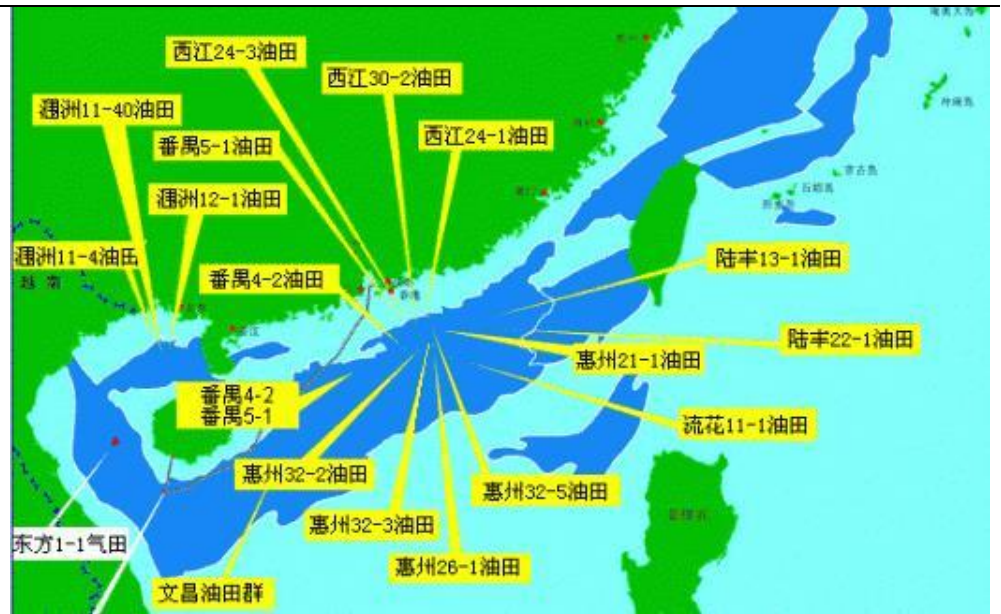 西江24-3油田
西江30-2油田
涠洲11-40油田
西江24-1油田
番禺5-1油田
涠洲12-1油田
涠洲11-4油田
越南
番禺4-2油田
陆丰13-1油田
陆丰22-1油田
惠州21-1油田
番禺4-2
番禺5-1
流花11-1油田
惠州32-2油田
惠州32-5油田
惠州32-3油田
东方1-1气田
惠州26-1油田
文昌油田群